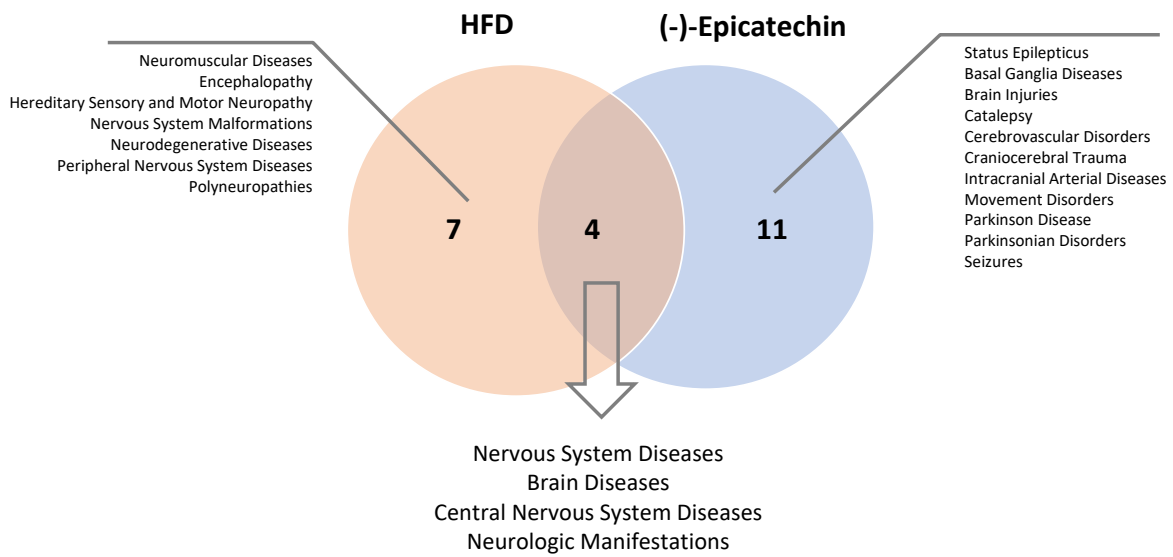 HFD
(-)-Epicatechin
Neuromuscular Diseases
Encephalopathy
Hereditary Sensory and Motor Neuropathy
Nervous System Malformations
Neurodegenerative Diseases
Peripheral Nervous System Diseases
Polyneuropathies
Status Epilepticus
Basal Ganglia Diseases
Brain Injuries
Catalepsy
Cerebrovascular Disorders
Craniocerebral Trauma
Intracranial Arterial Diseases
Movement Disorders
Parkinson Disease
Parkinsonian Disorders
Seizures
7
4
11
Nervous System Diseases
Brain Diseases
Central Nervous System Diseases
Neurologic Manifestations